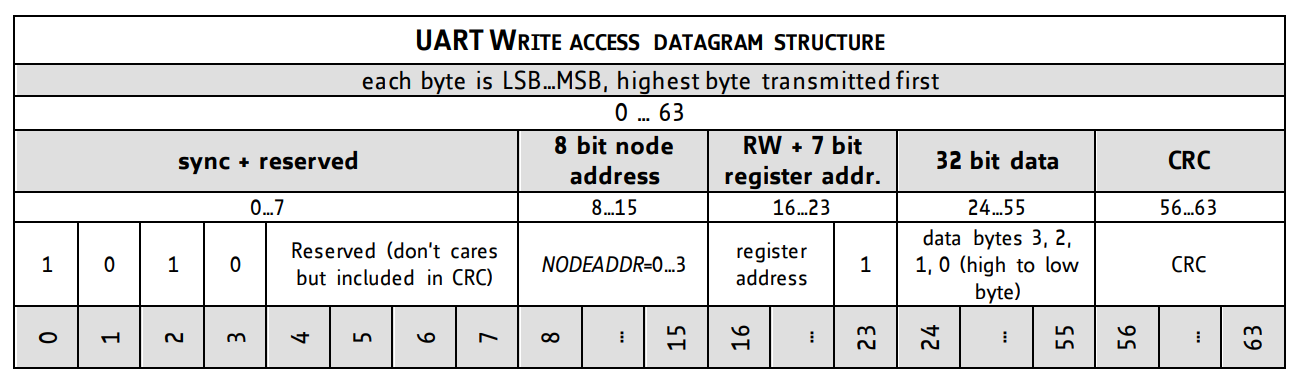 UART WRITE ACCESS DATAGRAM STRUCTURE
each byte is LSB…MSB, highest byte transmitted first
0 … 63
sync + reserved
8 bit node
address
RW + 7 bit
register addr.
32 bit data
CRC
0…7
8…15
16…23
24…55
56…63
1
0
1
0
Reserved (don't cares
but included in CRC)
NODEADDR=0…3
register
address
1
data bytes 3, 2,
1, 0 (high to low
byte)
CRC
0
1
2
3
4
5
6
7
8
…
15
16
…
23
24
…
55
56
…
63